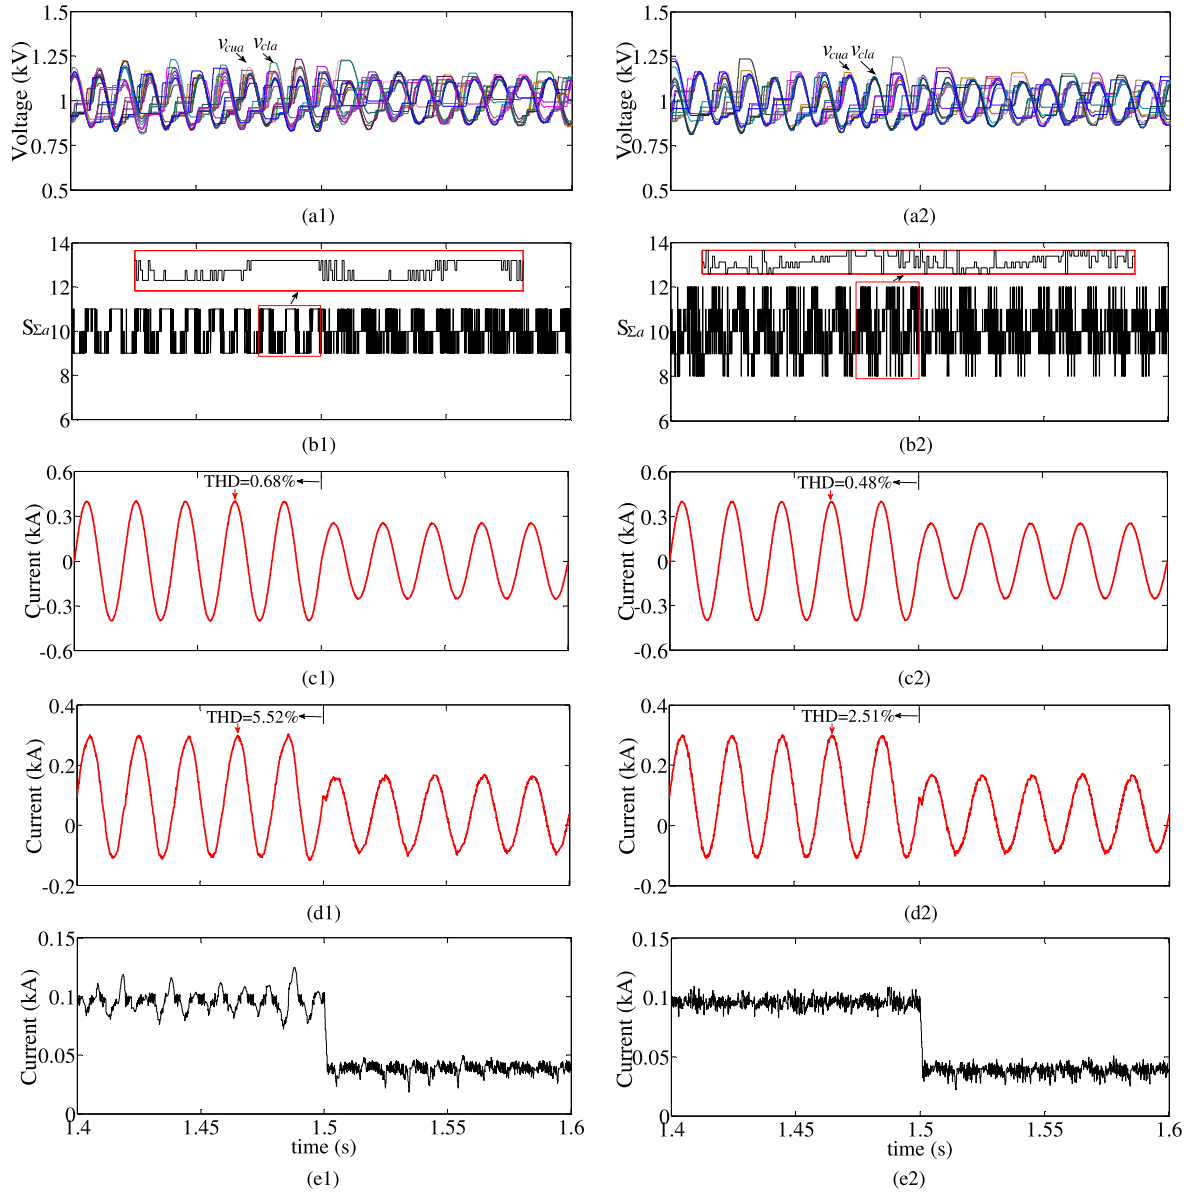 1.5
1.25
1
0.75
0.5
Voltage (kV)
vcua vcla
(a1)
1.5
1.25
1
0.75
0.5
Voltage (kV)
vcua vcla
(a2)
14
12
10
8
6
SΣa
(b1)
14
12
10
8
6
SΣa
(b2)
0.6
0.3
0
-0.3
-0.6
Current (kA)
THD=0.68%
(c1)
0.6
0.3
0
-0.3
-0.6
Current (kA)
THD=0.48%
(c2)
0.4
0.2
0
-0.2
Current (kA)
THD=5.52%
(d1)
0.4
0.2
0
-0.2
Current (kA)
THD=2.51%
(d2)
0.15
0.1
0.05
0
Current (kA)
1.4 1.45 1.5 1.55 1.6
time (s)
(e1)
0.15
0.1
0.05
0
Current (kA)
1.4 1.45 1.5 1.55 1.6
time (s)
(e2)